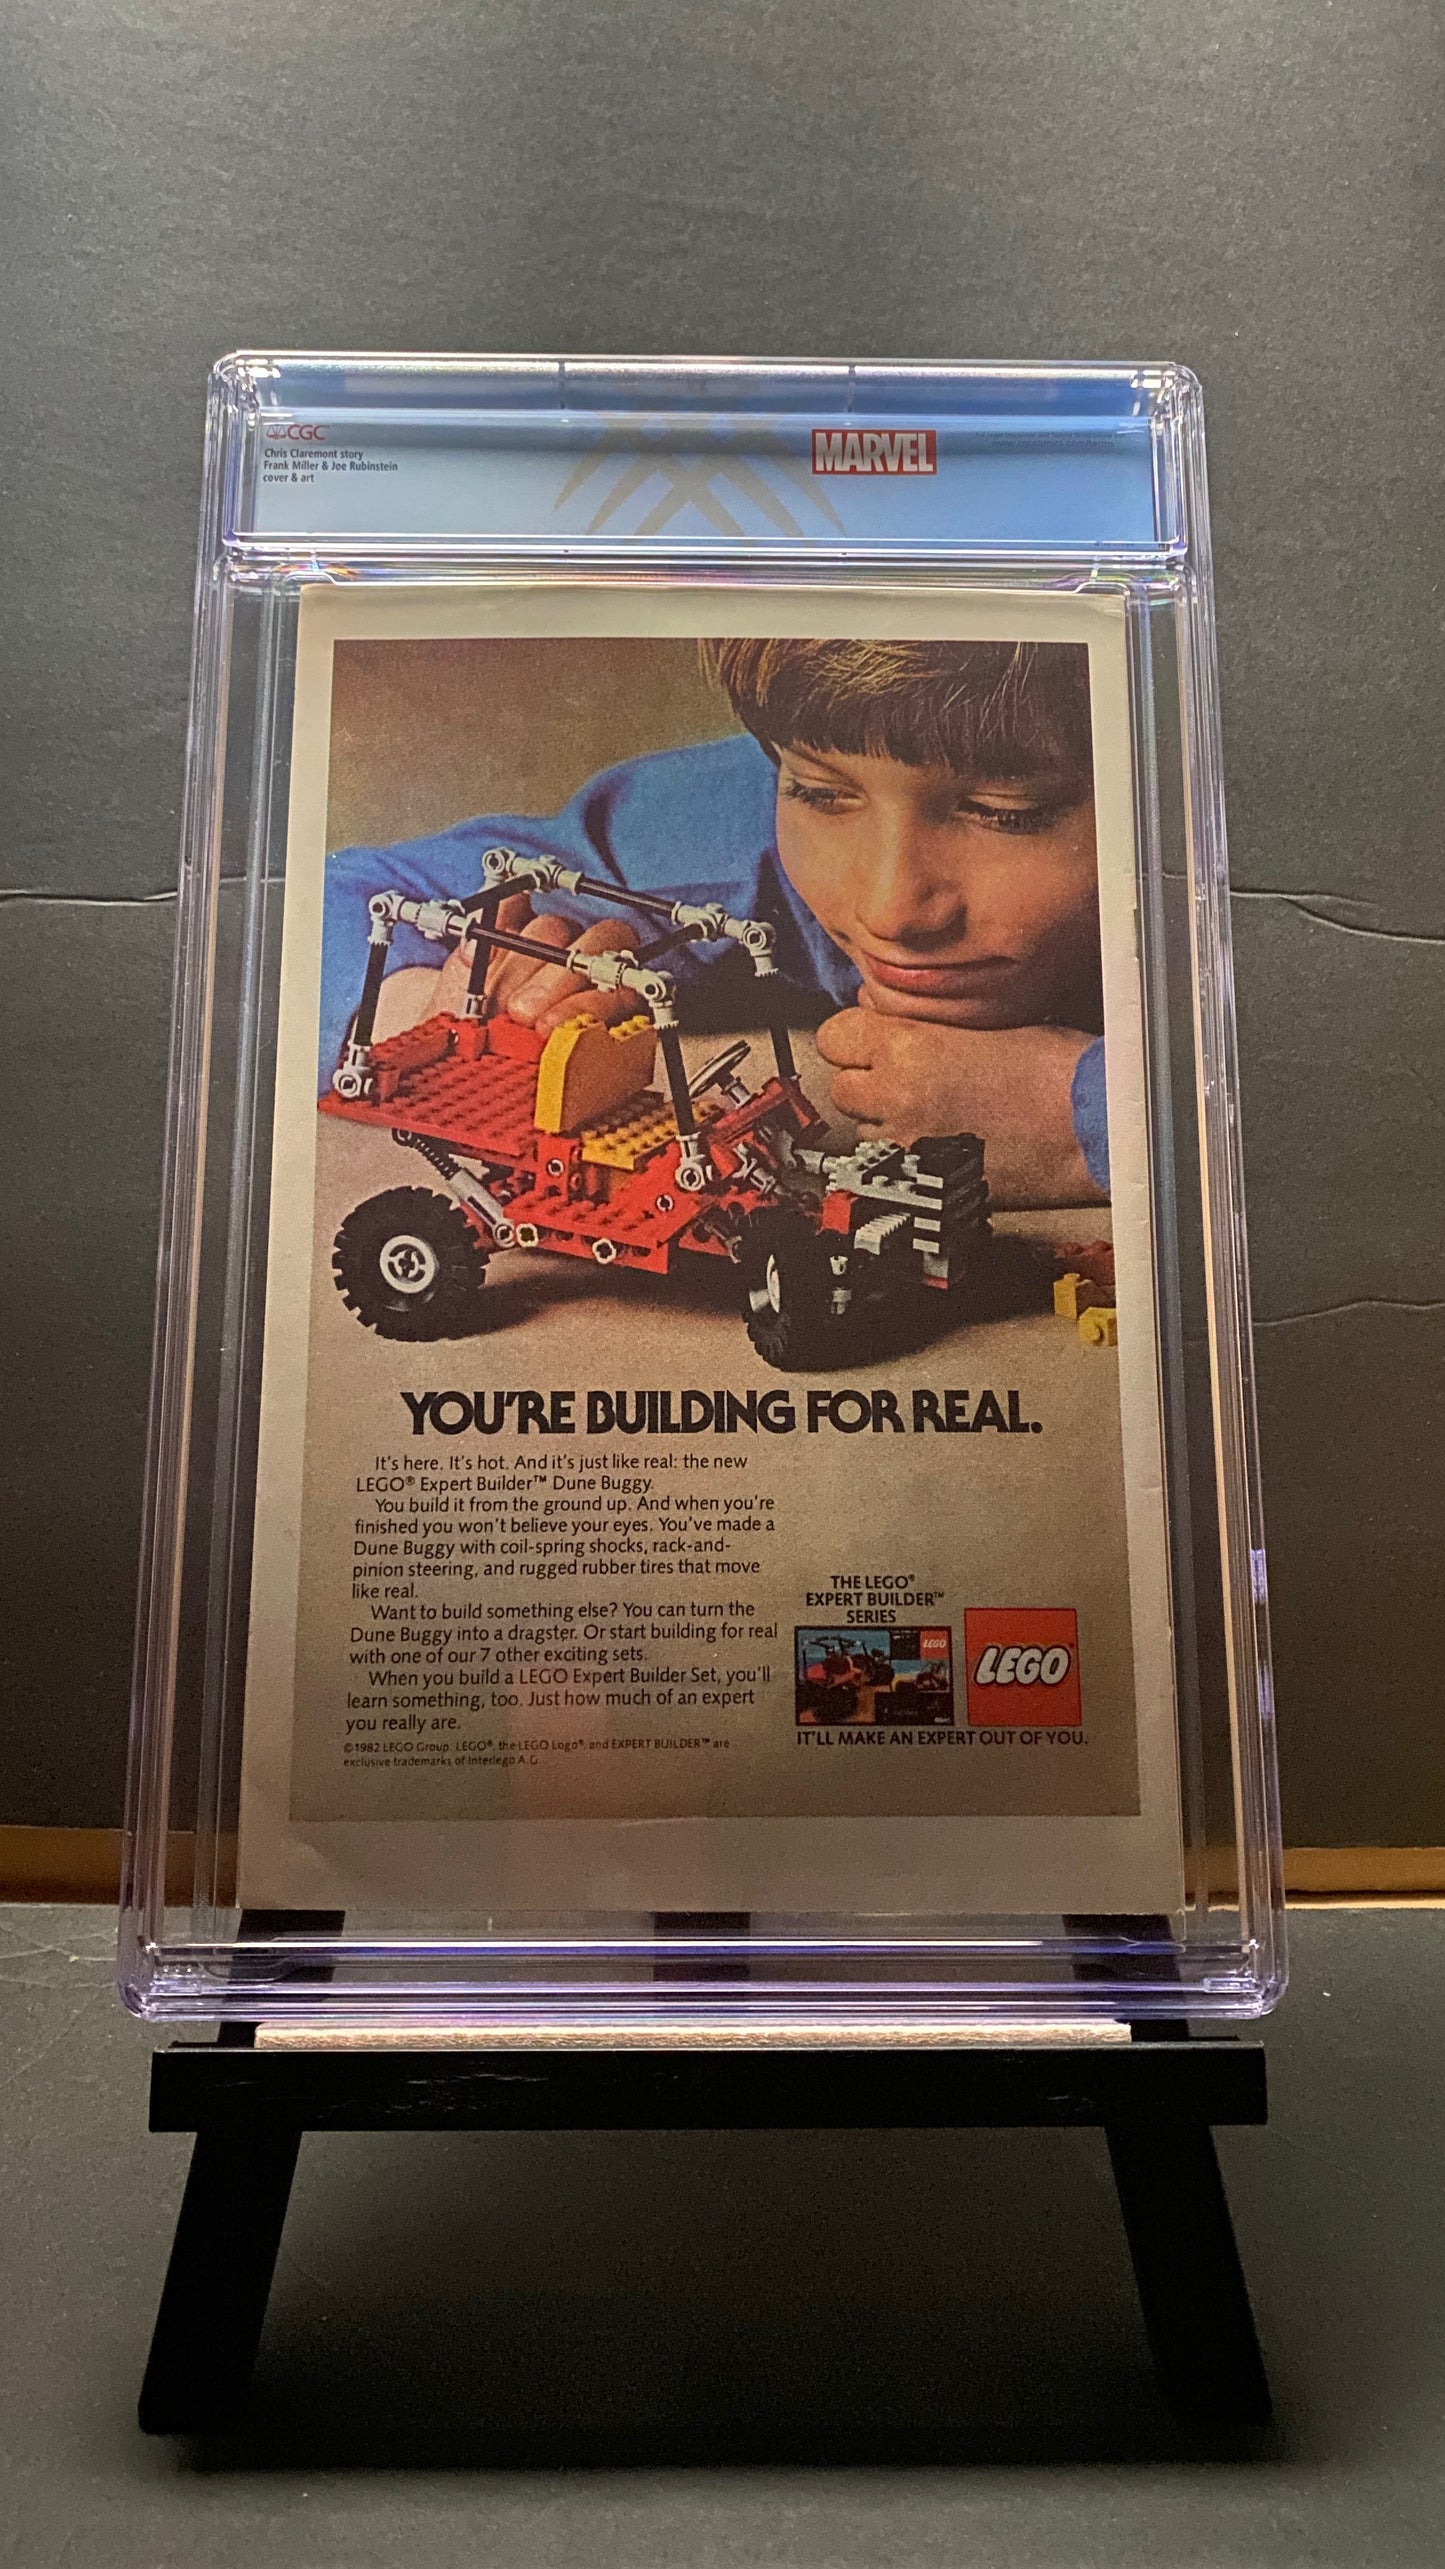 CGC
Chris Claremont story
Frank Miller & Joe Rubinstein
cover & art
MARVEL
www.cgccomics.com/terms
YOU'RE BUILDING FOR REAL.
It's here. It's hot. And it's just like real: the new
LEGO® Expert Builder™ Dune Buggy.
You build it from the ground up. And when you're
finished you won't believe your eyes. You've made a
Dune Buggy with coil-spring shocks, rack-and-
pinion steering, and rugged rubber tires that move
like real.
Want to build something else? You can turn the
Dune Buggy into a dragster. Or start building for real
with one of our 7 other exciting sets.
When you build a LEGO Expert Builder Set, you'll
learn something, too. Just how much of an expert
you really are.
©1982 LEGO Group. LEGO®, the LEGO Logo®, and EXPERT BUILDER™ are
exclusive trademarks of Interlego A.G.
THE LEGO®
EXPERT BUILDER™
SERIES
LEGO
LEGO®
IT'LL MAKE AN EXPERT OUT OF YOU.